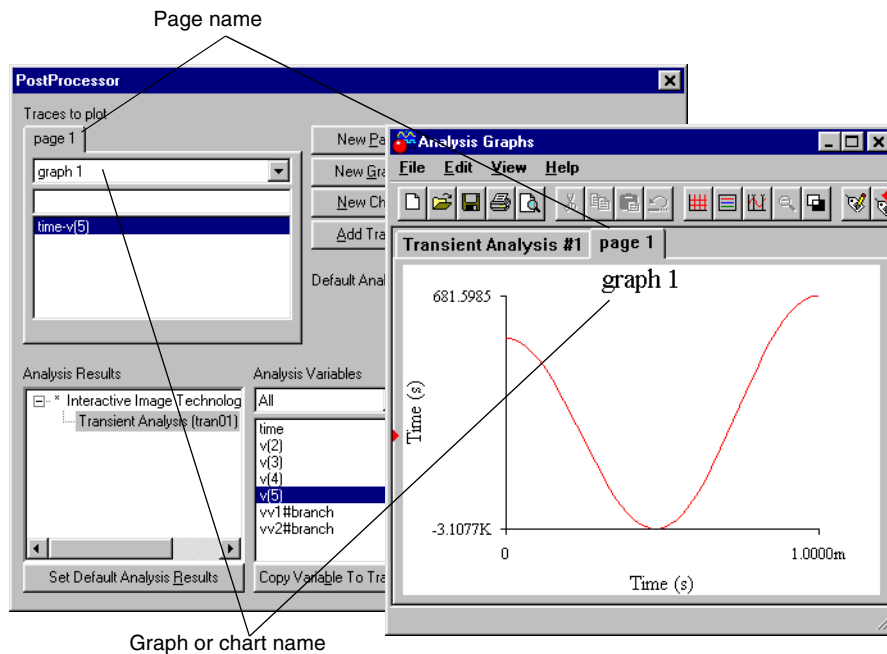 Page name
PostProcessor
Traces to plot
page 1
graph 1
time-v(5)
New Pa
New Gra
New Ch
Add Tra
Default Anal
Analysis Results
Interactive Image Technolog
Transient Analysis (tran01)
Set Default Analysis Results
Analysis Variables
All
time
v(2)
v(3)
v(4)
v(5)
vv1#branch
vv2#branch
Copy Variable To Tra
Analysis Graphs
File Edit View Help
Transient Analysis #1 page 1
graph 1
681.5985
Time (s)
-3.1077K
0 1.0000m
Time (s)
Graph or chart name